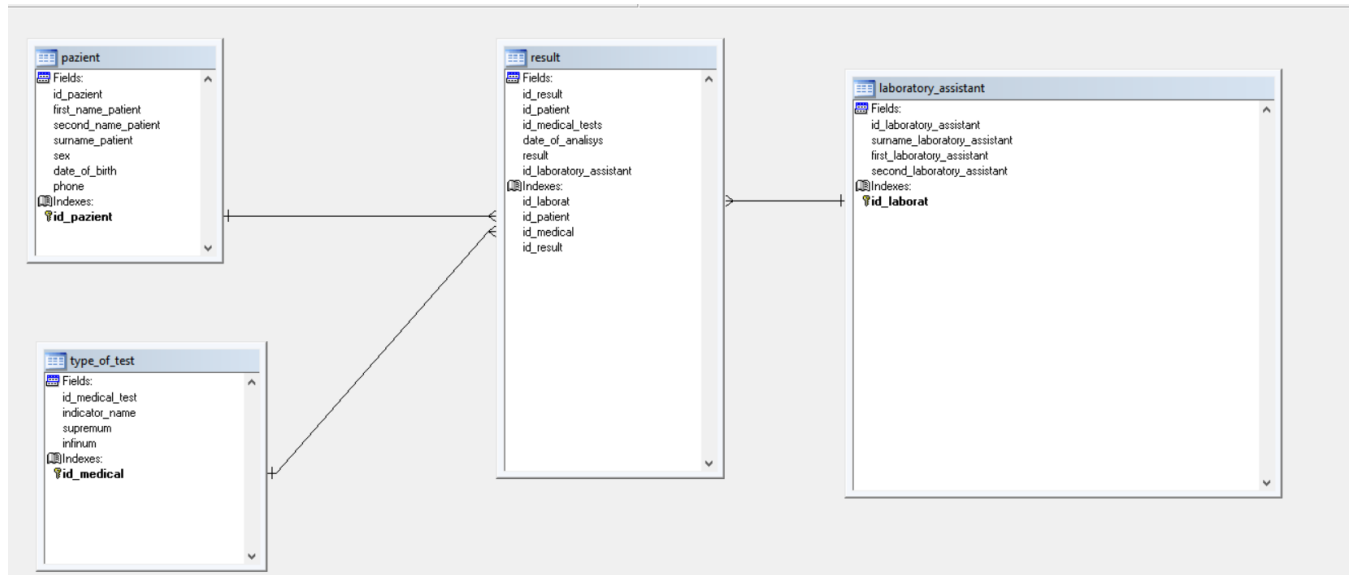 pazient
Fields:
id_pazient
first_name_patient
second_name_patient
surname_patient
sex
date_of_birth
phone
Indexes:
id_pazient
result
Fields:
id_result
id_patient
id_medical_tests
date_of_analisys
result
id_laboratory_assistant
Indexes:
id_laborat
id_patient
id_medical
id_result
laboratory_assistant
Fields:
id_laboratory_assistant
surname_laboratory_assistant
first_laboratory_assistant
second_laboratory_assistant
Indexes:
id_laborat
type_of_test
Fields:
id_medical_test
indicator_name
supremum
infinum
Indexes:
id_medical